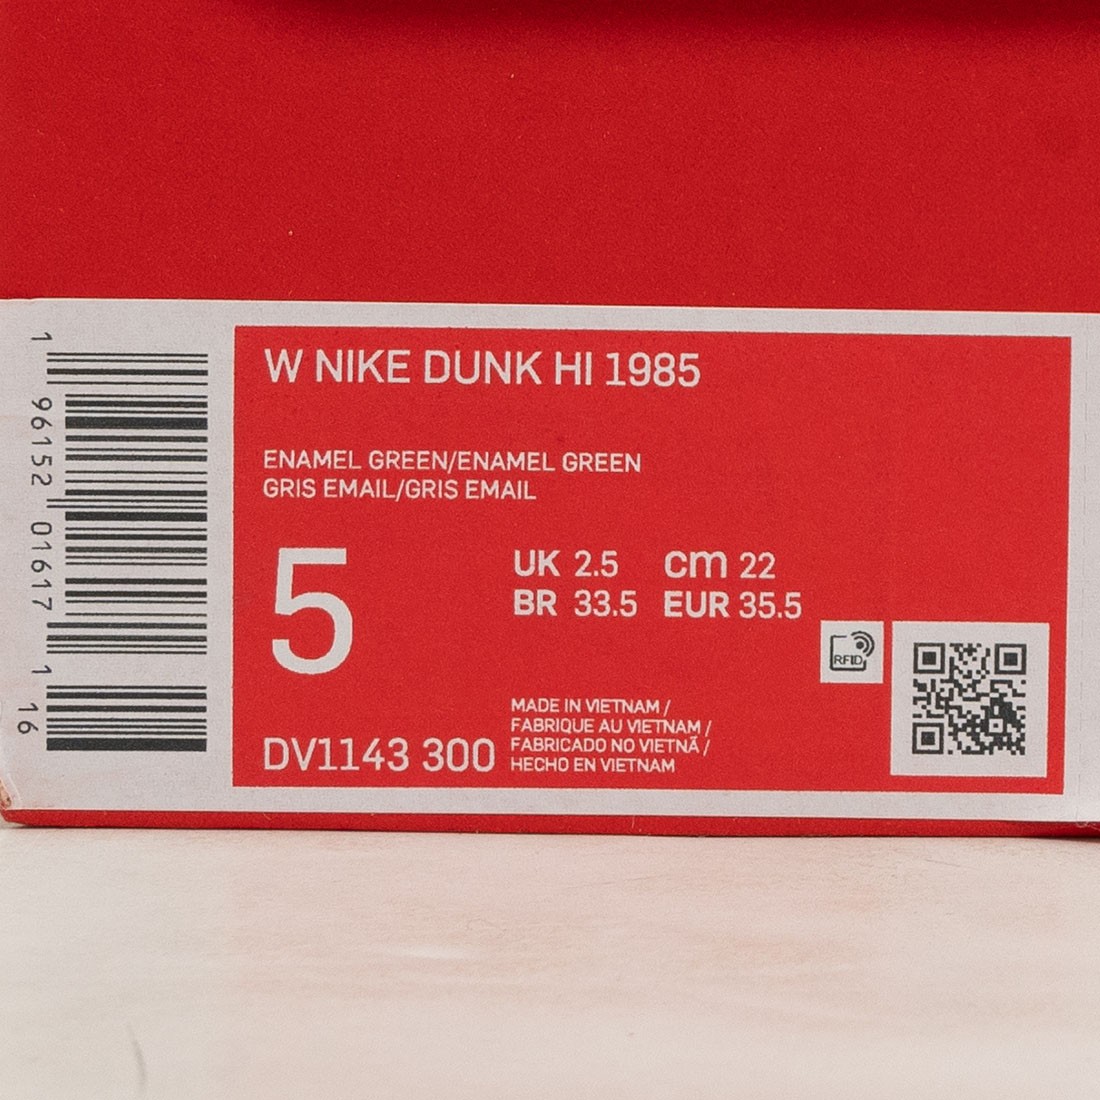 W NIKE DUNK HI 1985
ENAMEL GREEN/ENAMEL GREEN
GRIS EMAIL/GRIS EMAIL
5
UK 2.5 cm 22
BR 33.5 EUR 35.5
RFID
DV1143 300
MADE IN VIETNAM /
FABRIQUE AU VIETNAM /
FABRICADO NO VIETNÃ /
HECHO EN VIETNAM
1 96152 01617 1 16